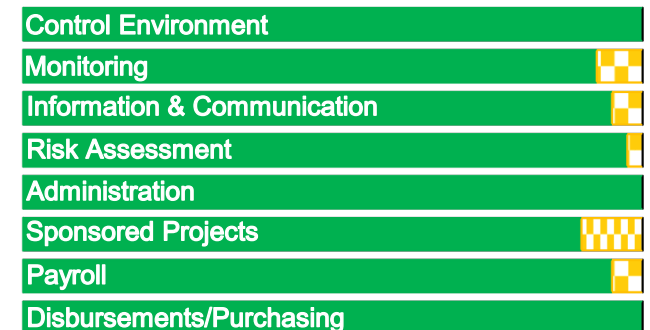 Control Environment
Monitoring
Information & Communication
Risk Assessment
Administration
Sponsored Projects
Payroll
Disbursements/Purchasing